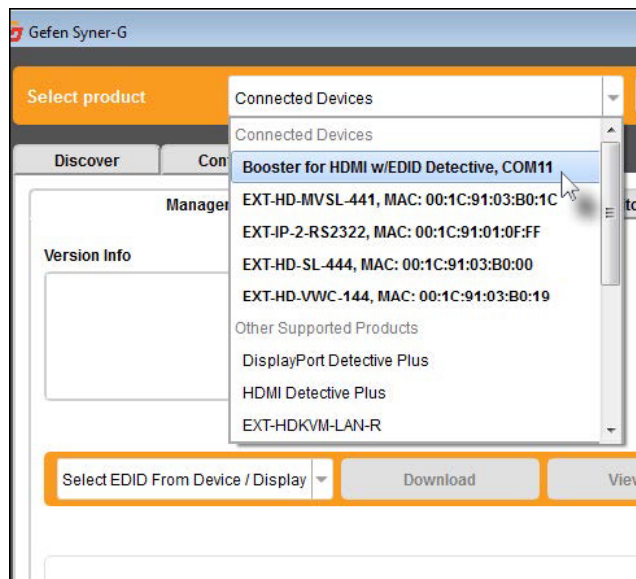 Gefen Syner-G
Select product
Connected Devices
Connected Devices
Discover
Con
Booster for HDMI w/EDID Detective, COM11
EXT-HD-MVSL-441, MAC: 00:1C:91:03:B0:1C
Manager
EXT-IP-2-RS2322, MAC: 00:1C:91:01:0F:FF
Version Info
EXT-HD-SL-444, MAC: 00:1C:91:03:B0:00
EXT-HD-VWC-144, MAC: 00:1C:91:03:B0:19
Other Supported Products
DisplayPort Detective Plus
HDMI Detective Plus
EXT-HDKVM-LAN-R
Select EDID From Device / Display
Download
View